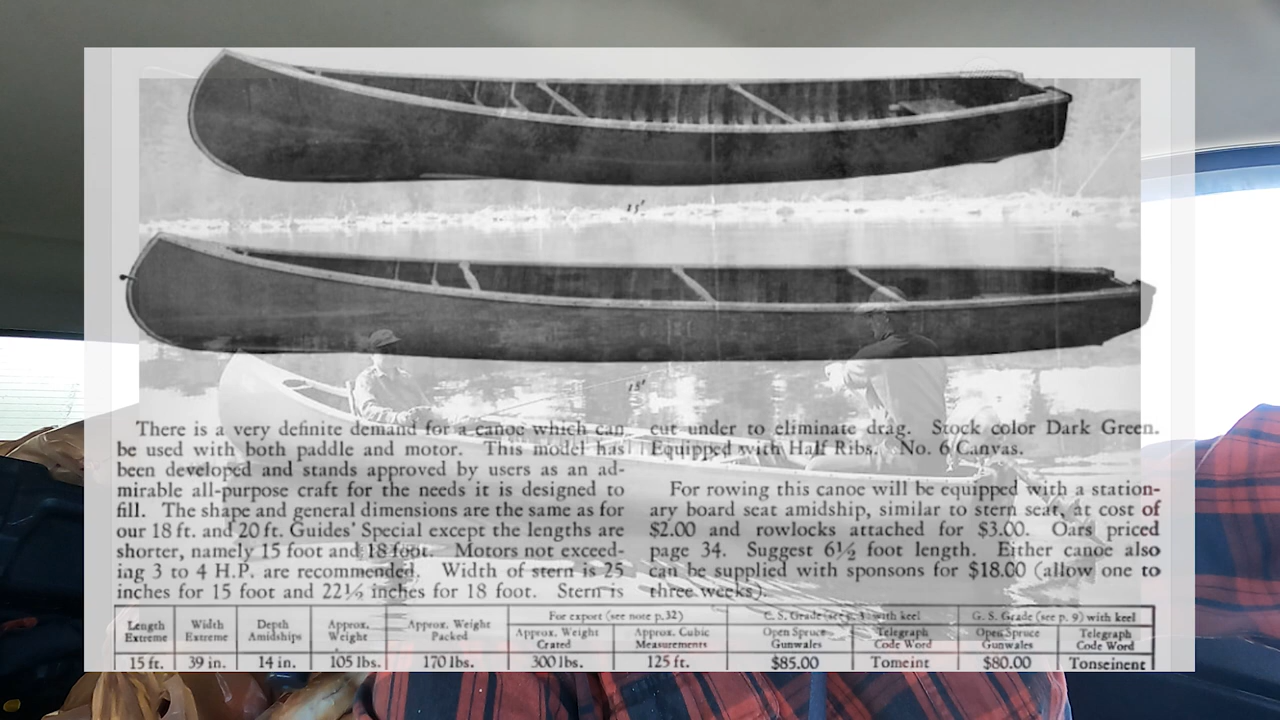 15'
18'
There is a very definite demand for a canoe which can
be used with both paddle and motor. This model has
been developed and stands approved by users as an ad-
mirable all-purpose craft for the needs it is designed to
fill. The shape and general dimensions are the same as for
our 18 ft. and 20 ft. Guides' Special except the lengths are
shorter, namely 15 foot and 18 foot. Motors not exceed-
ing 3 to 4 H.P. are recommended. Width of stern is 25
inches for 15 foot and 22½ inches for 18 foot. Stern is
cut under to eliminate drag. Stock color Dark Green.
Equipped with Half Ribs. No. 6 Canvas.
For rowing this canoe will be equipped with a station-
ary board seat amidship, similar to stern seat, at cost of
$2.00 and rowlocks attached for $3.00. Oars priced
page 34. Suggest 6½ foot length. Either canoe also
can be supplied with sponsons for $18.00 (allow one to
three weeks).
Length Extreme Width Extreme Depth Amidships Approx. Weight Approx. Weight Packed
For export (see note p.32)
Approx. Weight Crated Approx. Cubic Measurements
C. S. Grade (see p. ) with keel
Open Spruce Gunwales Telegraph Code Word
G. S. Grade (see p. 9) with keel
Open Spruce Gunwales Telegraph Code Word
15 ft. 39 in. 14 in. 105 lbs. 170 lbs. 300 lbs. 125 ft. $85.00 Tomeint $80.00 Tonseinent